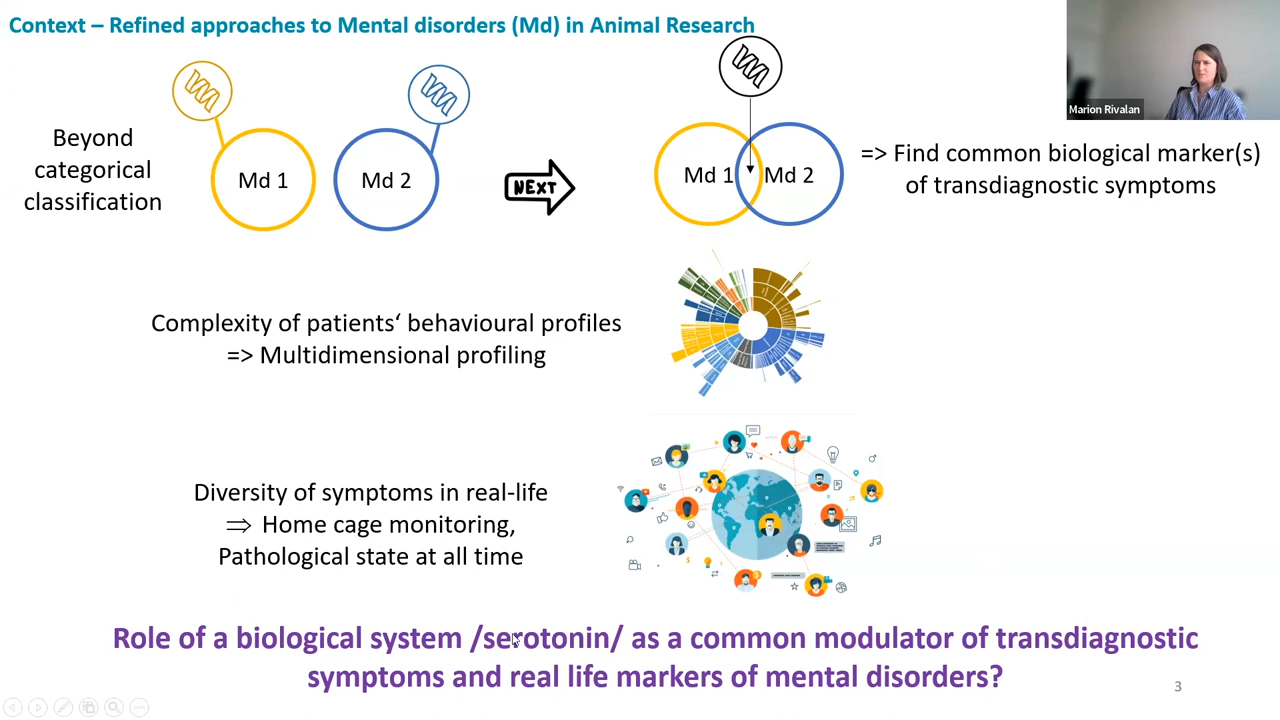 Context – Refined approaches to Mental disorders (Md) in Animal Research
Marion Rivalan
Beyond
categorical
classification
Md 1
Md 2
NEXT
Md 1
Md 2
=> Find common biological marker(s)
of transdiagnostic symptoms
Complexity of patients‘ behavioural profiles
=> Multidimensional profiling
Diversity of symptoms in real-life
⇒ Home cage monitoring,
Pathological state at all time
Role of a biological system /serotonin/ as a common modulator of transdiagnostic
symptoms and real life markers of mental disorders?
3